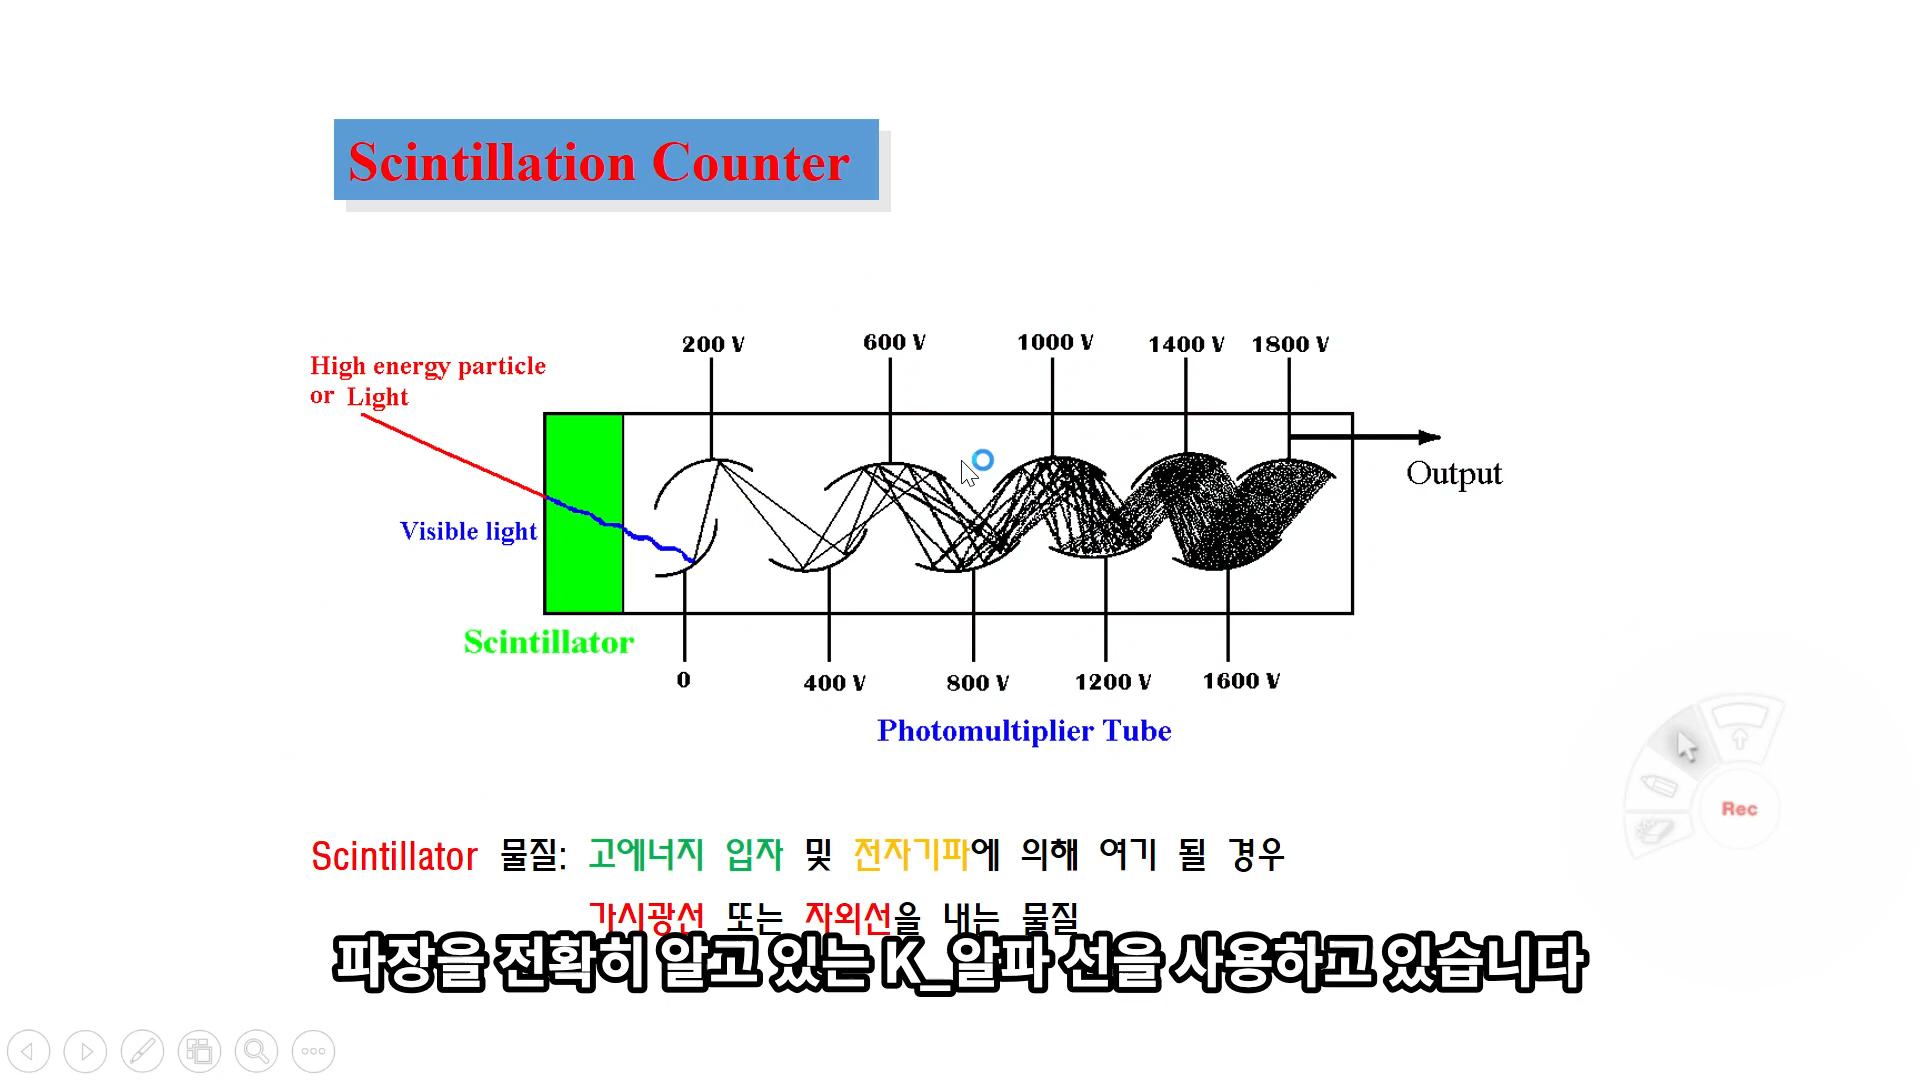 Scintillation Counter
200 V 600 V 1000 V 1400 V 1800 V
High energy particle
or Light
Output
Visible light
Scintillator
0 400 V 800 V 1200 V 1600 V
Photomultiplier Tube
Rec
Scintillator 물질: 고에너지 입자 및 전자기파에 의해 여기 될 경우
가시광선 또는 자외선을 내는 물질
파장을 전확히 알고 있는 K_알파 선을 사용하고 있습니다